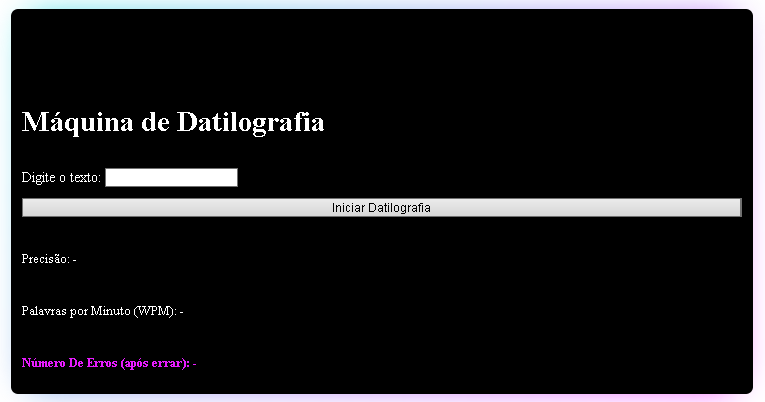 Máquina de Datilografia
Digite o texto:
Iniciar Datilografia
Precisão: -
Palavras por Minuto (WPM): -
Número De Erros (após errar): -